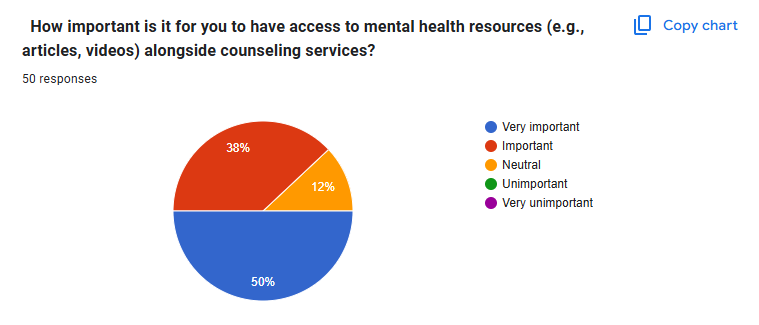 How important is it for you to have access to mental health resources (e.g.,
articles, videos) alongside counseling services?
Copy chart
50 responses
38%
12%
50%
Very important
Important
Neutral
Unimportant
Very unimportant